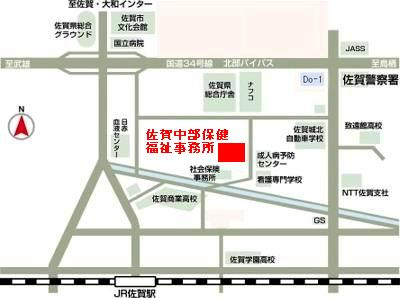 至佐賀・大和インター
佐賀県総合
グラウンド
佐賀市
文化会館
国立病院
JASS
至武雄
国道34号線
北部バイパス
至鳥栖
佐賀県
総合庁舎
ナフコ
Do-1
佐賀警察署
N
日赤
血液センター
佐賀中部保健
福祉事務所
佐賀城北
自動車学校
致遠館高校
社会保険
事務所
成人病予防
センター
看護専門学校
佐賀商業高校
NTT佐賀支社
GS
佐賀学園高校
JR佐賀駅